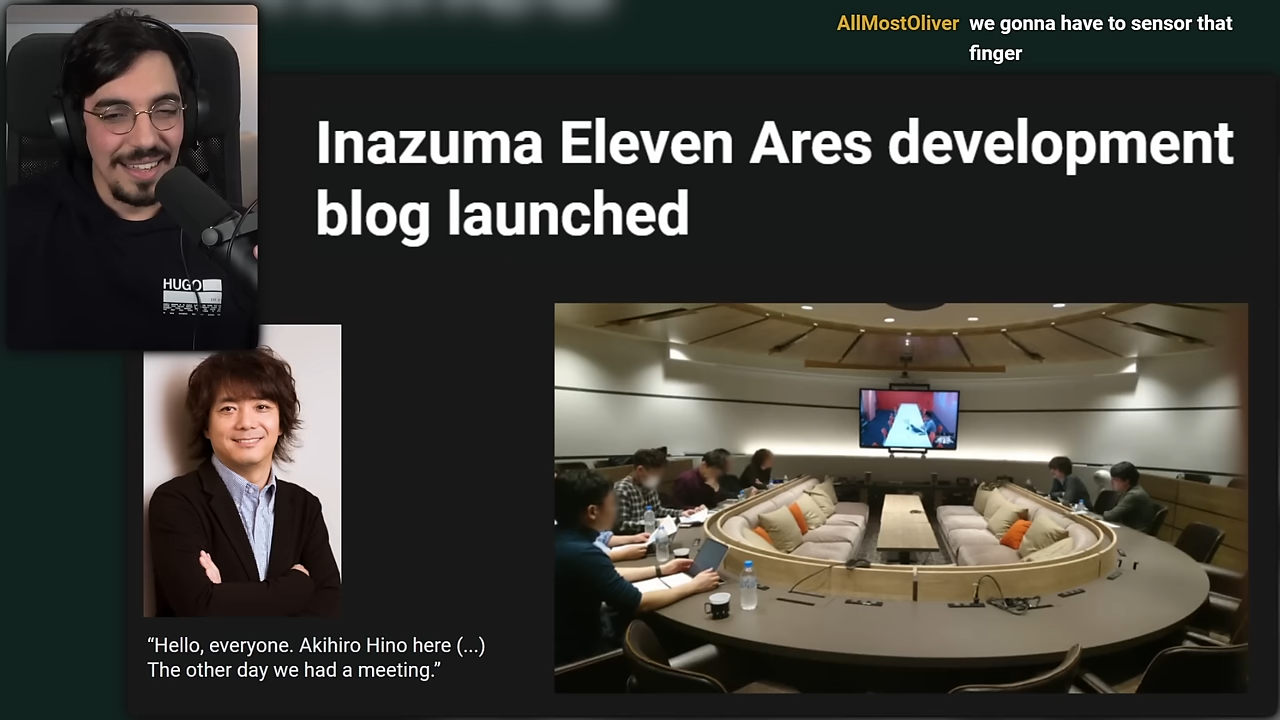 AllMostOliver we gonna have to sensor that
finger
Inazuma Eleven Ares development
blog launched
HUGO
“Hello, everyone. Akihiro Hino here (...)
The other day we had a meeting.”